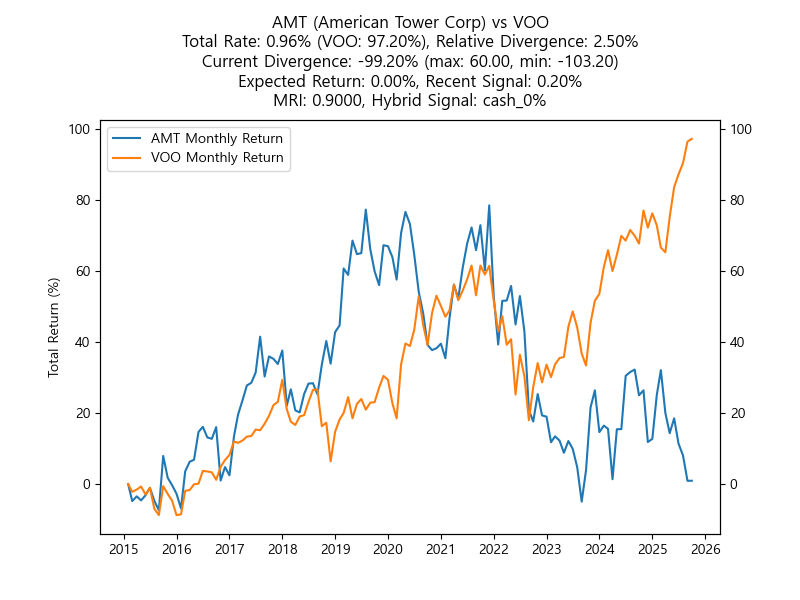 AMT (American Tower Corp) vs VOO
Total Rate: 0.96% (VOO: 97.20%), Relative Divergence: 2.50%
Current Divergence: -99.20% (max: 60.00, min: -103.20)
Expected Return: 0.00%, Recent Signal: 0.20%
MRI: 0.9000, Hybrid Signal: cash_0%
AMT Monthly Return
VOO Monthly Return
Total Return (%)
100
80
60
40
20
0
100
80
60
40
20
0
2015 2016 2017 2018 2019 2020 2021 2022 2023 2024 2025 2026